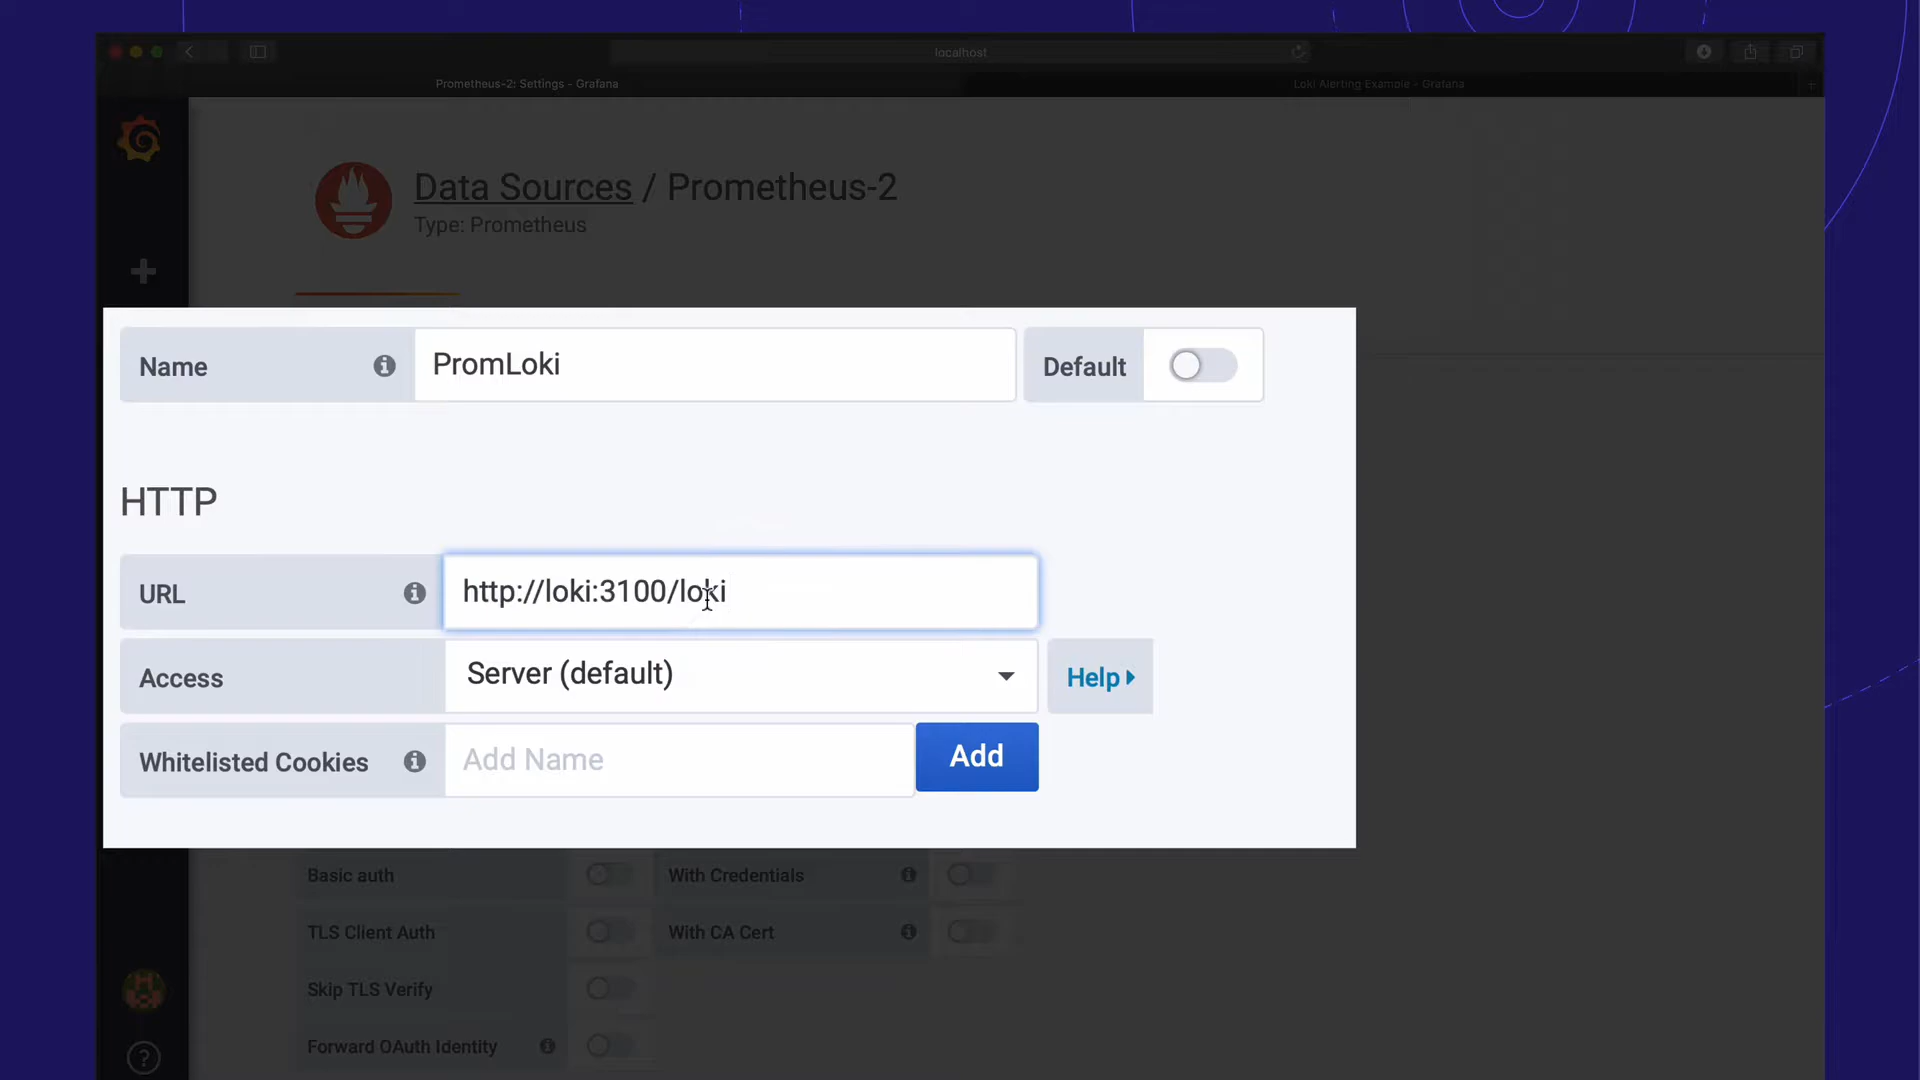 localhost
Prometheus-2: Settings - Grafana
Loki Alerting Example - Grafana
Data Sources / Prometheus-2
Type: Prometheus
Name
PromLoki
Default
HTTP
URL
http://loki:3100/loki
Access
Server (default)
Help
Whitelisted Cookies
Add Name
Add
Basic auth
With Credentials
TLS Client Auth
With CA Cert
Skip TLS Verify
Forward OAuth Identity